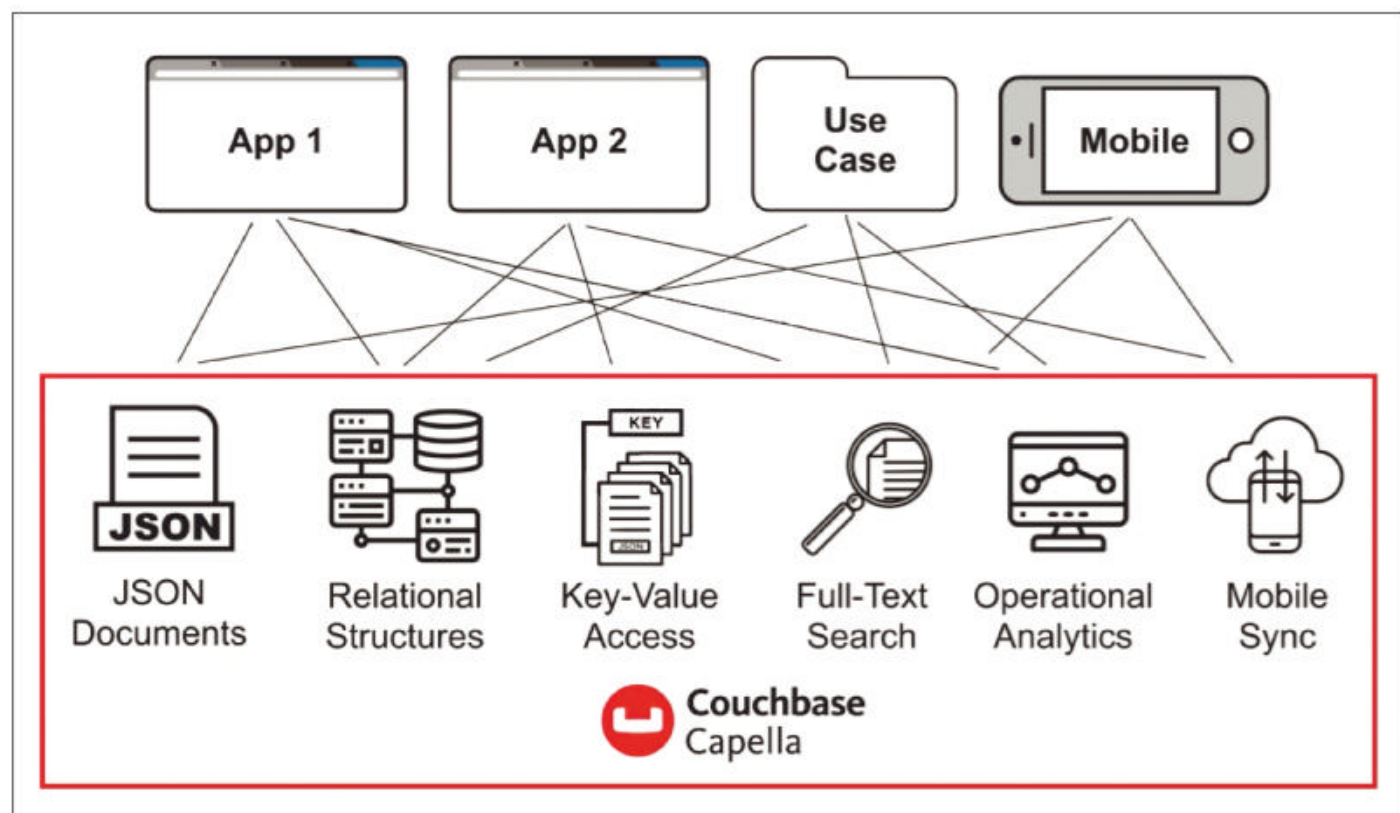 App 1
App 2
Use
Case
Mobile
JSON
KEY
JSON
JSON
Documents
Relational
Structures
Key-Value
Access
Full-Text
Search
Operational
Analytics
Mobile
Sync
Couchbase
Capella